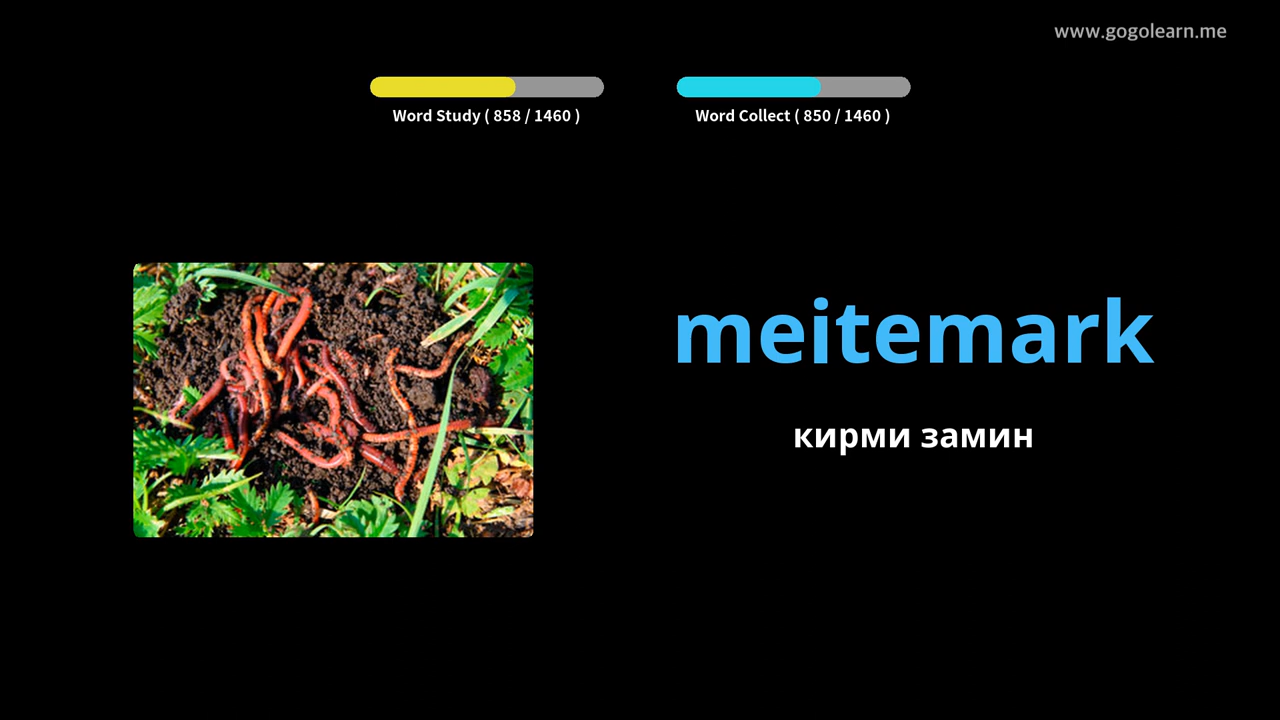 www.gogolearn.me
Word Study ( 858 / 1460 )
Word Collect ( 850 / 1460 )
meitemark
кирми замин